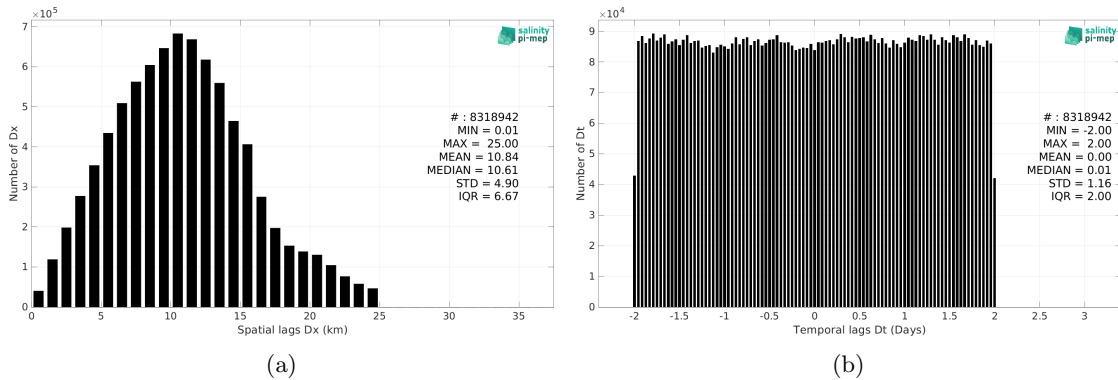 ×10^5
7
6
5
4
3
2
1
0
Number of Dx
0 5 10 15 20 25 30 35
Spatial lags Dx (km)
salinity
pi-mep
# : 8318942
MIN = 0.01
MAX = 25.00
MEAN = 10.84
MEDIAN = 10.61
STD = 4.90
IQR = 6.67
(a)
×10^4
9
8
7
6
5
4
3
2
1
0
Number of Dt
-2 -1.5 -1 -0.5 0 0.5 1 1.5 2 2.5 3
Temporal lags Dt (Days)
salinity
pi-mep
# : 8318942
MIN = -2.00
MAX = 2.00
MEAN = 0.00
MEDIAN = 0.01
STD = 1.16
IQR = 2.00
(b)